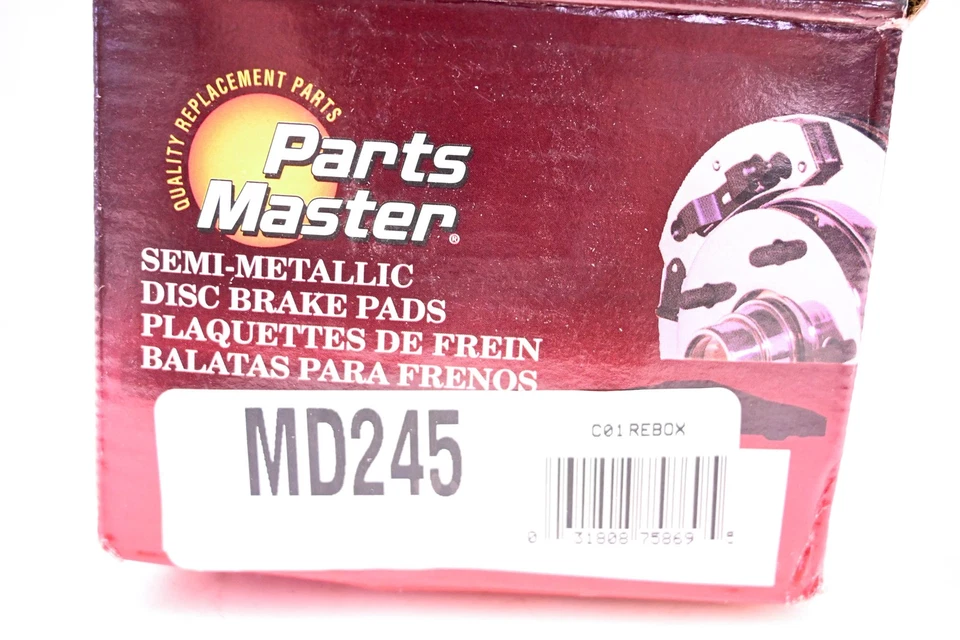 QUALITY REPLACEMENT PARTS
Parts
Master®
SEMI-METALLIC
DISC BRAKE PADS
PLAQUETTES DE FREIN
BALATAS PARA FRENOS
MD245
C01 REBOX
0 31808 75869